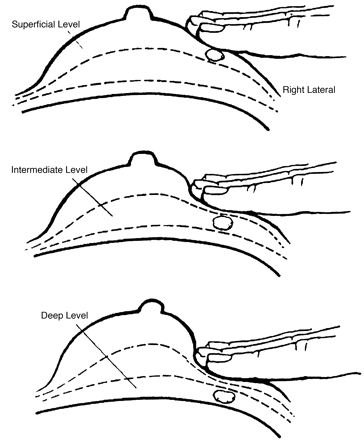 Superficial Level
Right Lateral
Intermediate Level
Deep Level